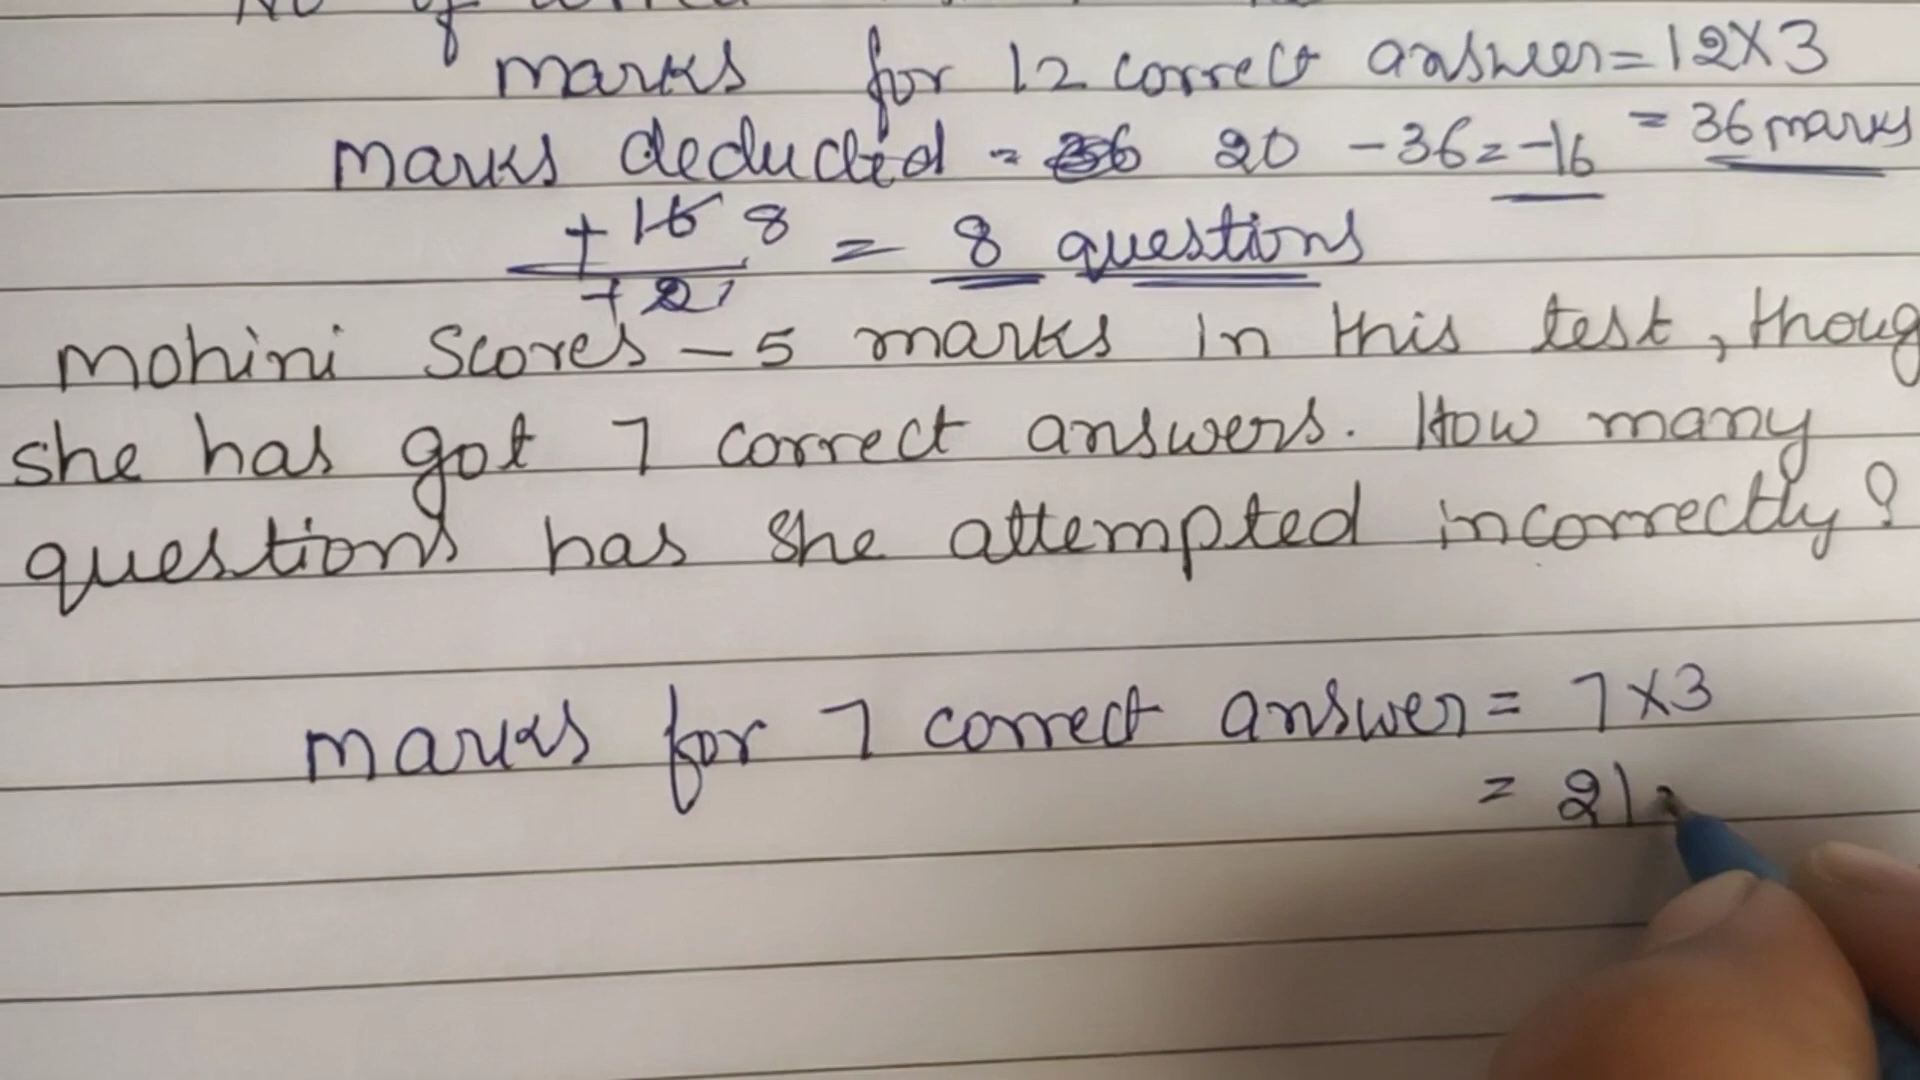 marks for 12 correct answer = 12×3
marks deducted = 20 - 36 = -16 = 36 marks
+16 8 = 8 questions
+2
Mohini Scores -5 marks in this test, thoug
she has got 7 correct answers. How many
questions has she attempted incorrectly?
marks for 7 correct answer = 7×3
= 21